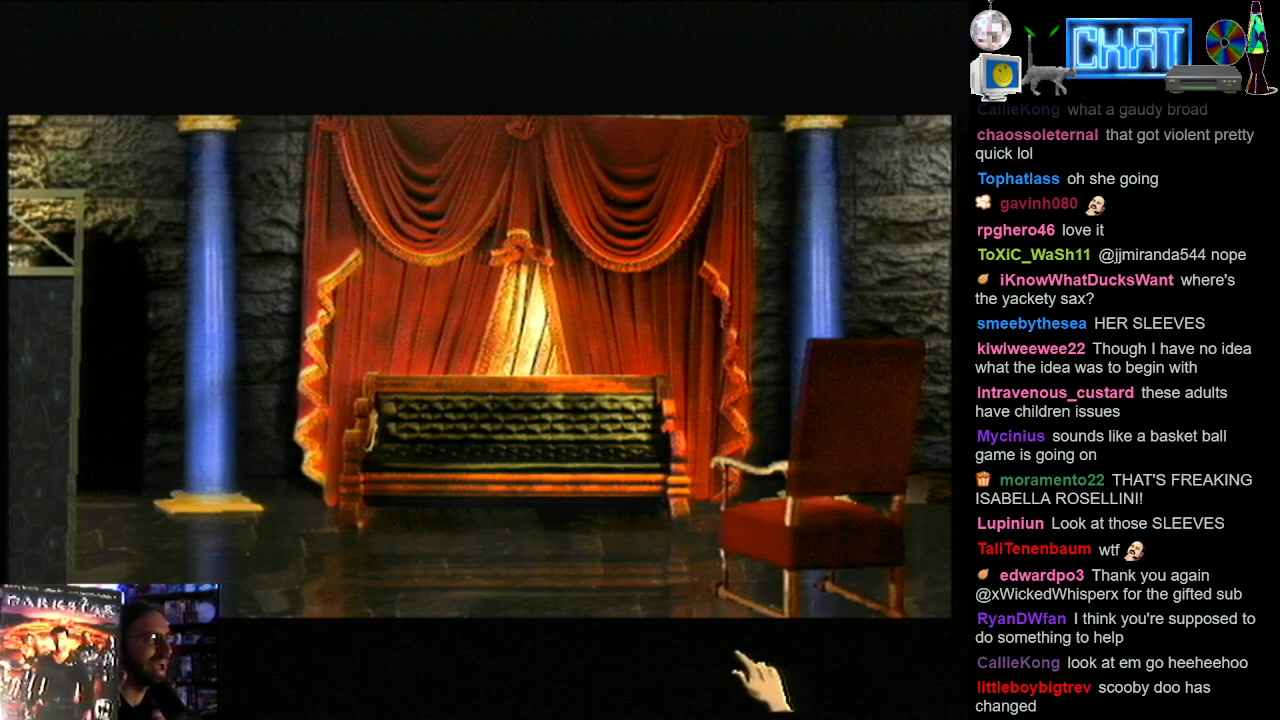 CHAT
CallieKong what a gaudy broad
chaossoleternal that got violent pretty
quick lol
Tophatlass oh she going
gavinh080
rpghero46 love it
ToXIC_WaSh11 @jjmiranda544 nope
iKnowWhatDucksWant where's
the yackety sax?
smeebythesea HER SLEEVES
kiwiweewee22 Though I have no idea
what the idea was to begin with
Intravenous_custard these adults
have children issues
Mycinius sounds like a basket ball
game is going on
moramento22 THAT'S FREAKING
ISABELLA ROSELLINI!
Lupiniun Look at those SLEEVES
TallTenenbaum wtf
edwardpo3 Thank you again
@xWickedWhisperx for the gifted sub
RyanDWfan I think you're supposed to
do something to help
CallieKong look at em go heeheehoo
littleboybigtrev scooby doo has
changed
DARKSTAR